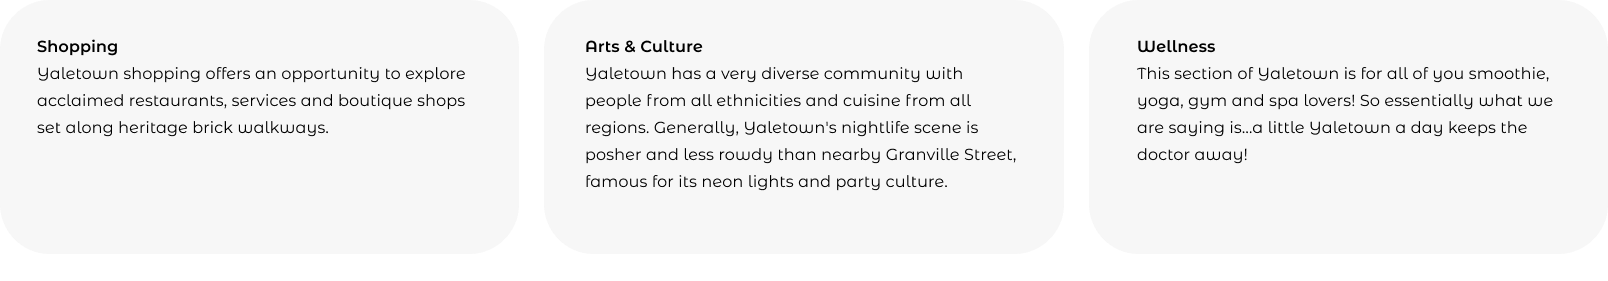 Shopping
Yaletown shopping offers an opportunity to explore
acclaimed restaurants, services and boutique shops
set along heritage brick walkways.
Arts & Culture
Yaletown has a very diverse community with
people from all ethnicities and cuisine from all
regions. Generally, Yaletown's nightlife scene is
posher and less rowdy than nearby Granville Street,
famous for its neon lights and party culture.
Wellness
This section of Yaletown is for all of you smoothie,
yoga, gym and spa lovers! So essentially what we
are saying is...a little Yaletown a day keeps the
doctor away!